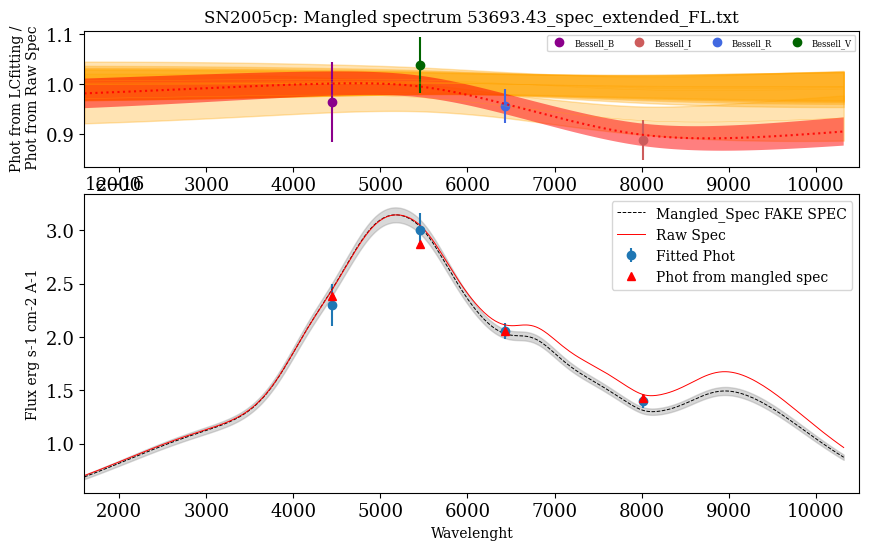 SN2005cp: Mangled spectrum 53693.43_spec_extended_FL.txt
Phot from LCfitting /
Phot from Raw Spec
1.1
1.0
0.9
Bessell_B
Bessell_I
Bessell_R
Bessell_V
2000 3000 4000 5000 6000 7000 8000 9000 10000
1e−16
Flux erg s-1 cm-2 A-1
3.0
2.5
2.0
1.5
1.0
Mangled_Spec FAKE SPEC
Raw Spec
Fitted Phot
Phot from mangled spec
2000 3000 4000 5000 6000 7000 8000 9000 10000
Wavelenght